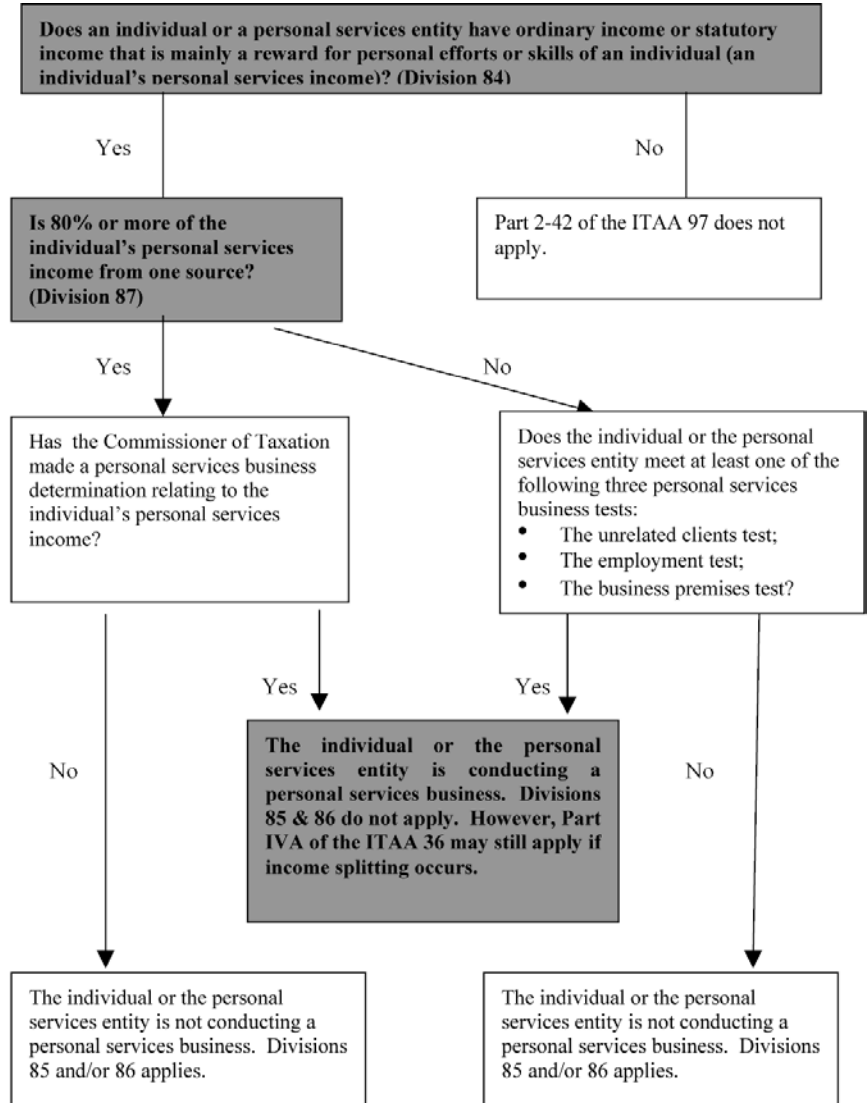 Does an individual or a personal services entity have ordinary income or statutory
income that is mainly a reward for personal efforts or skills of an individual (an
individual's personal services income)? (Division 84)
Yes
No
Is 80% or more of the
individual's personal services
income from one source?
(Division 87)
Part 2-42 of the ITAA 97 does not
apply.
Yes
No
Has the Commissioner of Taxation
made a personal services business
determination relating to the
individual's personal services
income?
Does the individual or the personal
services entity meet at least one of the
following three personal services
business tests:
• The unrelated clients test;
• The employment test;
• The business premises test?
Yes
Yes
No
No
The individual or the personal
services entity is conducting a
personal services business. Divisions
85 & 86 do not apply. However, Part
IVA of the ITAA 36 may still apply if
income splitting occurs.
The individual or the personal
services entity is not conducting a
personal services business. Divisions
85 and/or 86 applies.
The individual or the personal
services entity is not conducting a
personal services business. Divisions
85 and/or 86 applies.